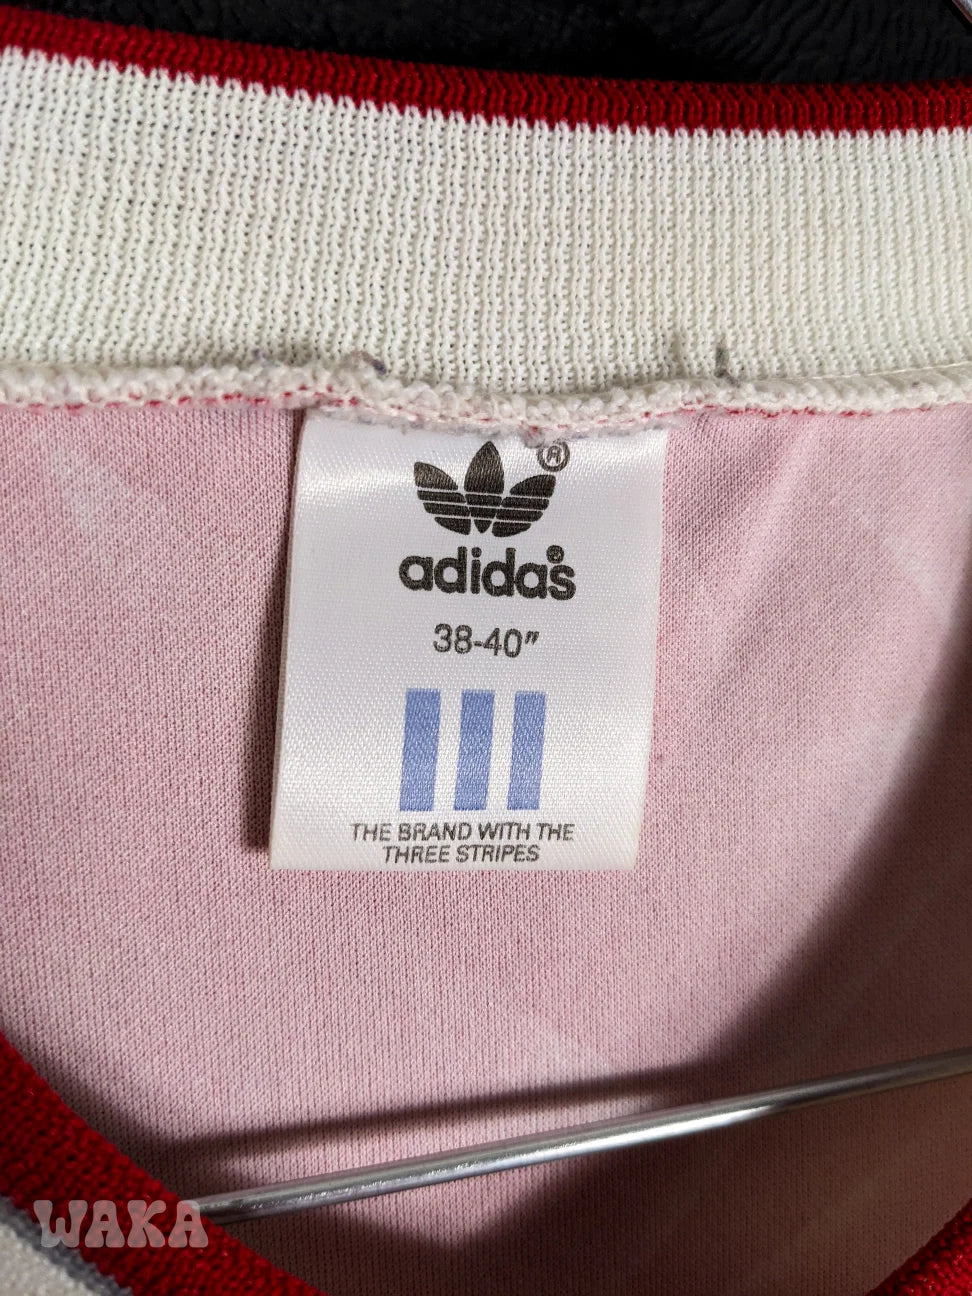 ®
adidas®
38-40"
THE BRAND WITH THE
THREE STRIPES
WAKA